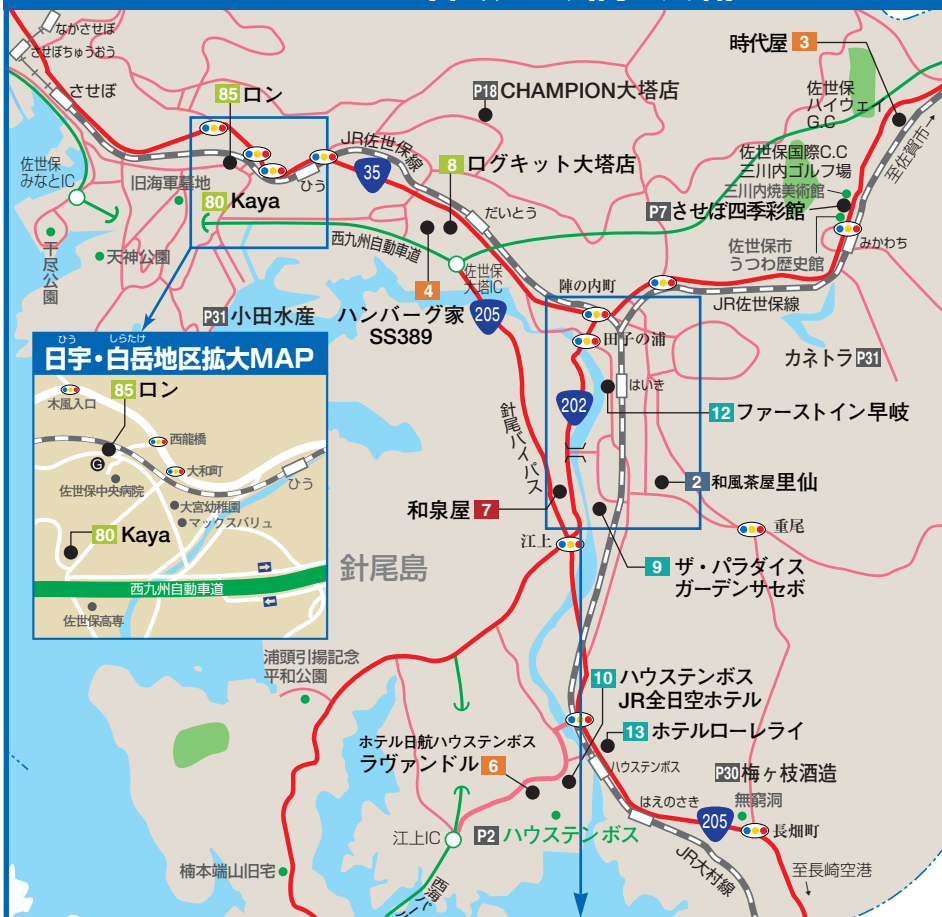 なかさせぼ
させぼちゅうおう
させぼ
85 ロン
ひう
35
JR佐世保線
P18 CHAMPION大塔店
時代屋 3
佐世保
ハイウェイ
G.C
至佐賀市
佐世保
みなとIC
旧海軍墓地
80 Kaya
8 ログキット大塔店
だいとう
佐世保国際C.C
三川内ゴルフ場
三川内焼美術館
P7 させぼ四季彩館
佐世保市
うつわ歴史館
みかわち
干尽公園
天神公園
西九州自動車道
佐世保
大塔IC
4
ハンバーグ家
SS389
205
陣の内町
JR佐世保線
P31 小田水産
田子の浦
カネトラ P31
ひう しらたけ
日宇・白岳地区拡大MAP
85 ロン
木風入口
西龍橋
G
大和町
ひう
佐世保中央病院
大宮幼稚園
マックスバリュ
80 Kaya
西九州自動車道
佐世保高専
はいき
202
12 ファーストイン早岐
針尾バイパス
2 和風茶屋里仙
和泉屋 7
江上
重尾
針尾島
9 ザ・パラダイス
ガーデンサセボ
浦頭引揚記念
平和公園
10 ハウステンボス
JR全日空ホテル
13 ホテルローレライ
ホテル日航ハウステンボス
ラヴァンドル 6
ハウステンボス
P30 梅ヶ枝酒造
無窮洞
はえのさき
205
長畑町
江上IC
P2 ハウステンボス
楠本端山旧宅
JR大村線
至長崎空港
西海パー